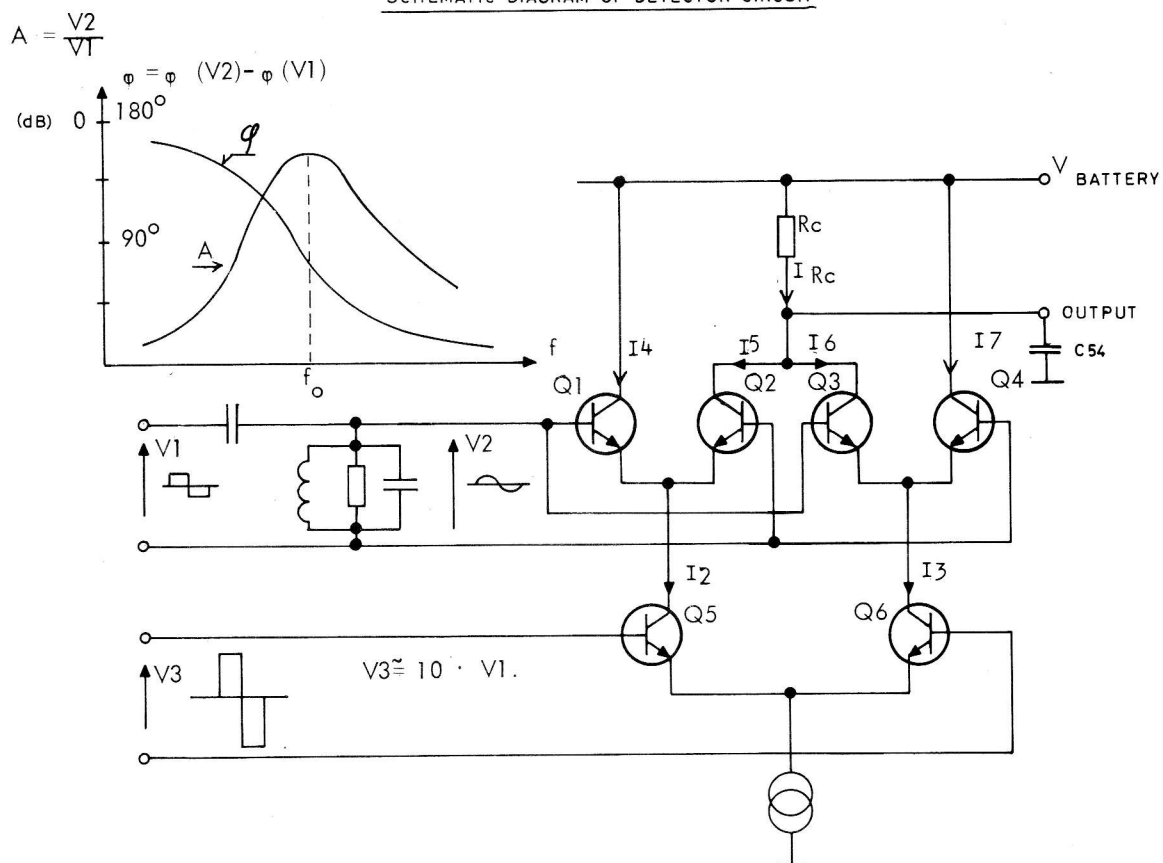 SCHEMATIC DIAGRAM OF DETECTOR CIRCUIT
A = V2
V1
φ = φ (V2) - φ (V1)
(dB) 0 180°
φ
90°
A
f
f o
V BATTERY
Rc
I Rc
OUTPUT
C54
I4
I5
I6
I7
Q1
Q2
Q3
Q4
V1
V2
I2
I3
Q5
Q6
V3
V3 ≅ 10 · V1.